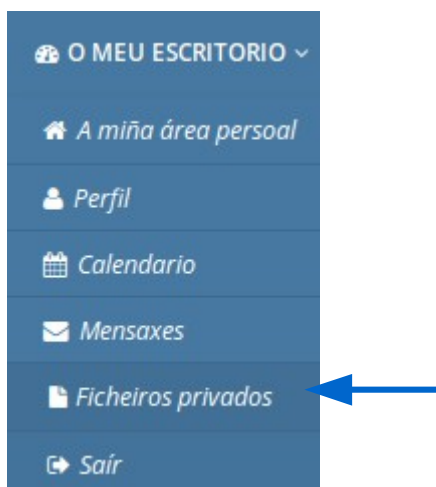 O MEU ESCRITORIO
A miña área persoal
Perfil
Calendario
Mensaxes
Ficheiros privados
Saír